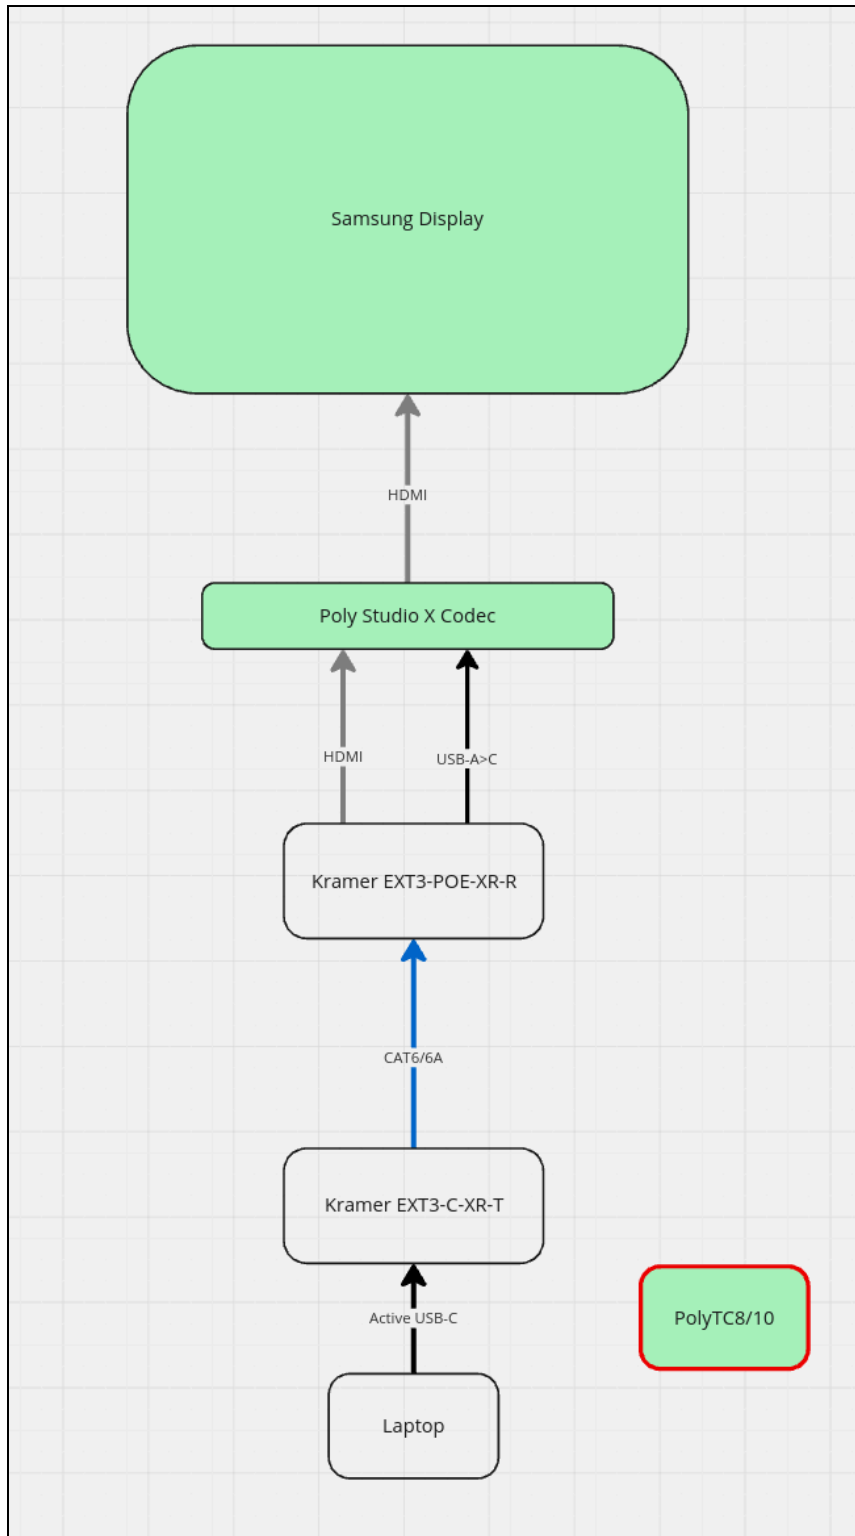 Samsung Display
HDMI
Poly Studio X Codec
HDMI
USB-A>C
Kramer EXT3-POE-XR-R
CAT6/6A
Kramer EXT3-C-XR-T
Active USB-C
PolyTC8/10
Laptop